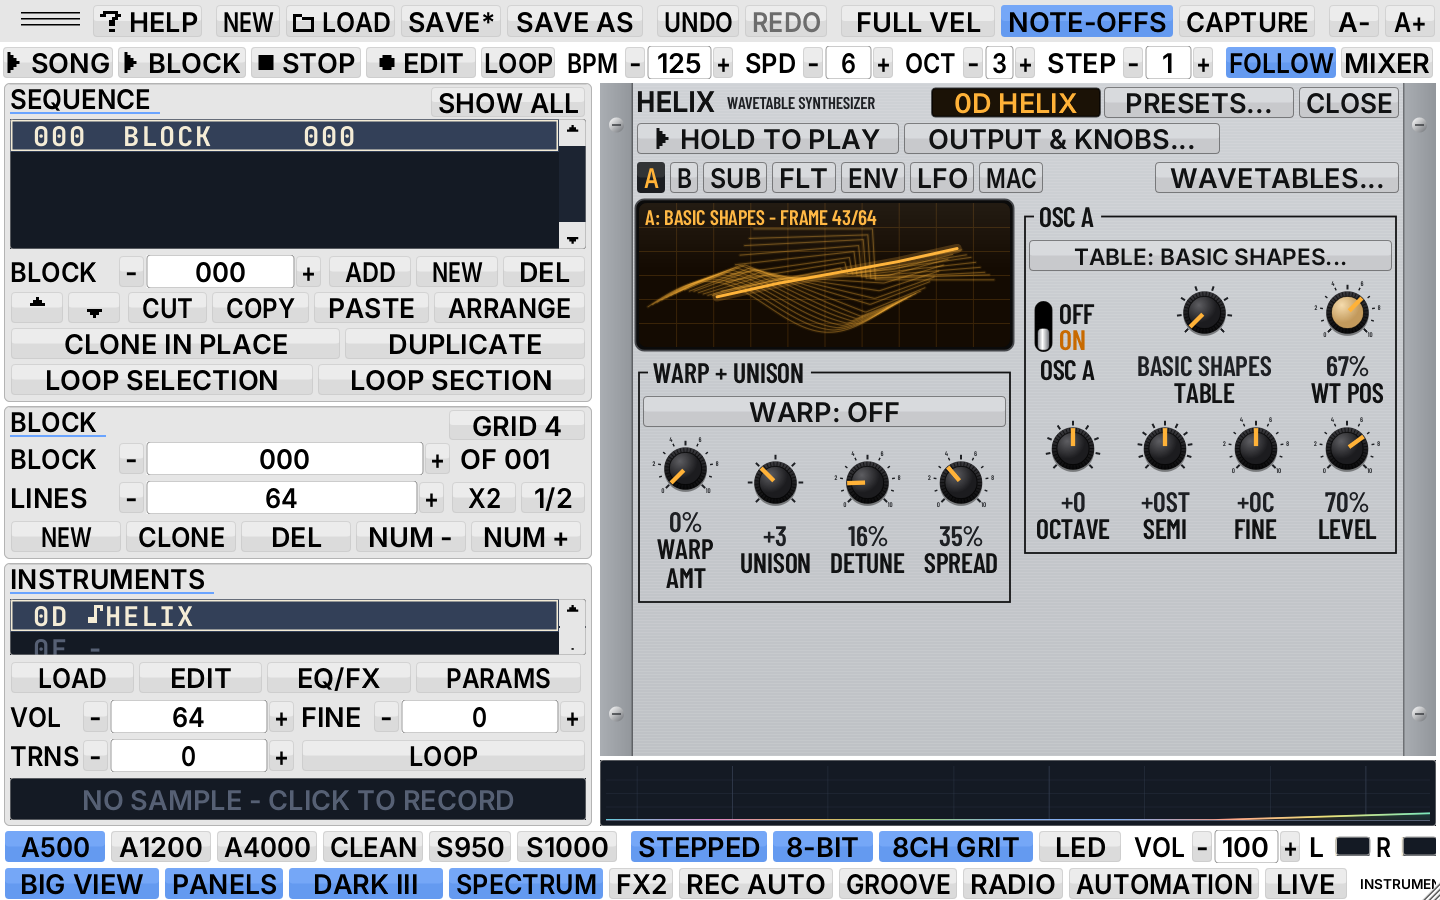 HELP NEW LOAD SAVE* SAVE AS UNDO REDO FULL VEL NOTE-OFFS CAPTURE A- A+
SONG BLOCK STOP EDIT LOOP BPM - 125 + SPD - 6 + OCT - 3 + STEP - 1 + FOLLOW MIXER
SEQUENCE SHOW ALL
000 BLOCK 000
BLOCK - 000 + ADD NEW DEL
CUT COPY PASTE ARRANGE
CLONE IN PLACE DUPLICATE
LOOP SELECTION LOOP SECTION
BLOCK GRID 4
BLOCK - 000 + OF 001
LINES - 64 + X2 1/2
NEW CLONE DEL NUM - NUM +
INSTRUMENTS
0D HELIX
LOAD EDIT EQ/FX PARAMS
VOL - 64 + FINE - 0 +
TRNS - 0 + LOOP
NO SAMPLE - CLICK TO RECORD
HELIX WAVETABLE SYNTHESIZER 0D HELIX PRESETS... CLOSE
HOLD TO PLAY OUTPUT & KNOBS...
A B SUB FLT ENV LFO MAC WAVETABLES...
A: BASIC SHAPES - FRAME 43/64
WARP + UNISON
WARP: OFF
0% +3 16% 35%
WARP AMT UNISON DETUNE SPREAD
OSC A
TABLE: BASIC SHAPES...
OFF
ON
OSC A
BASIC SHAPES 67%
TABLE WT POS
+0 +0ST +0C 70%
OCTAVE SEMI FINE LEVEL
A500 A1200 A4000 CLEAN S950 S1000 STEPPED 8-BIT 8CH GRIT LED VOL - 100 + L R
BIG VIEW PANELS DARK III SPECTRUM FX2 REC AUTO GROOVE RADIO AUTOMATION LIVE